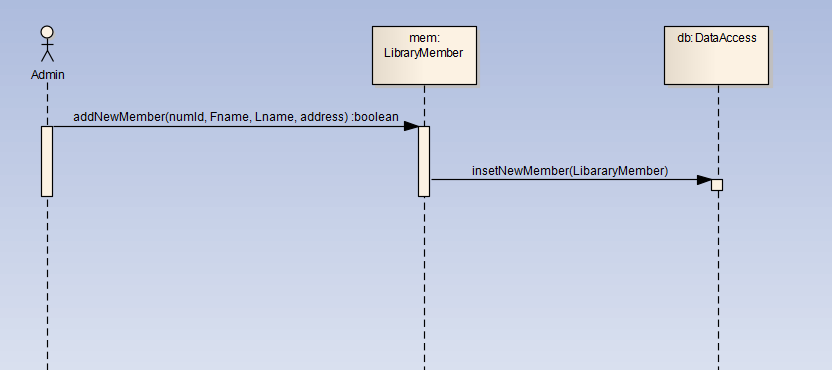 mem:
LibraryMember
db:DataAccess
Admin
addNewMember(numId, Fname, Lname, address) :boolean
insetNewMember(LibararyMember)